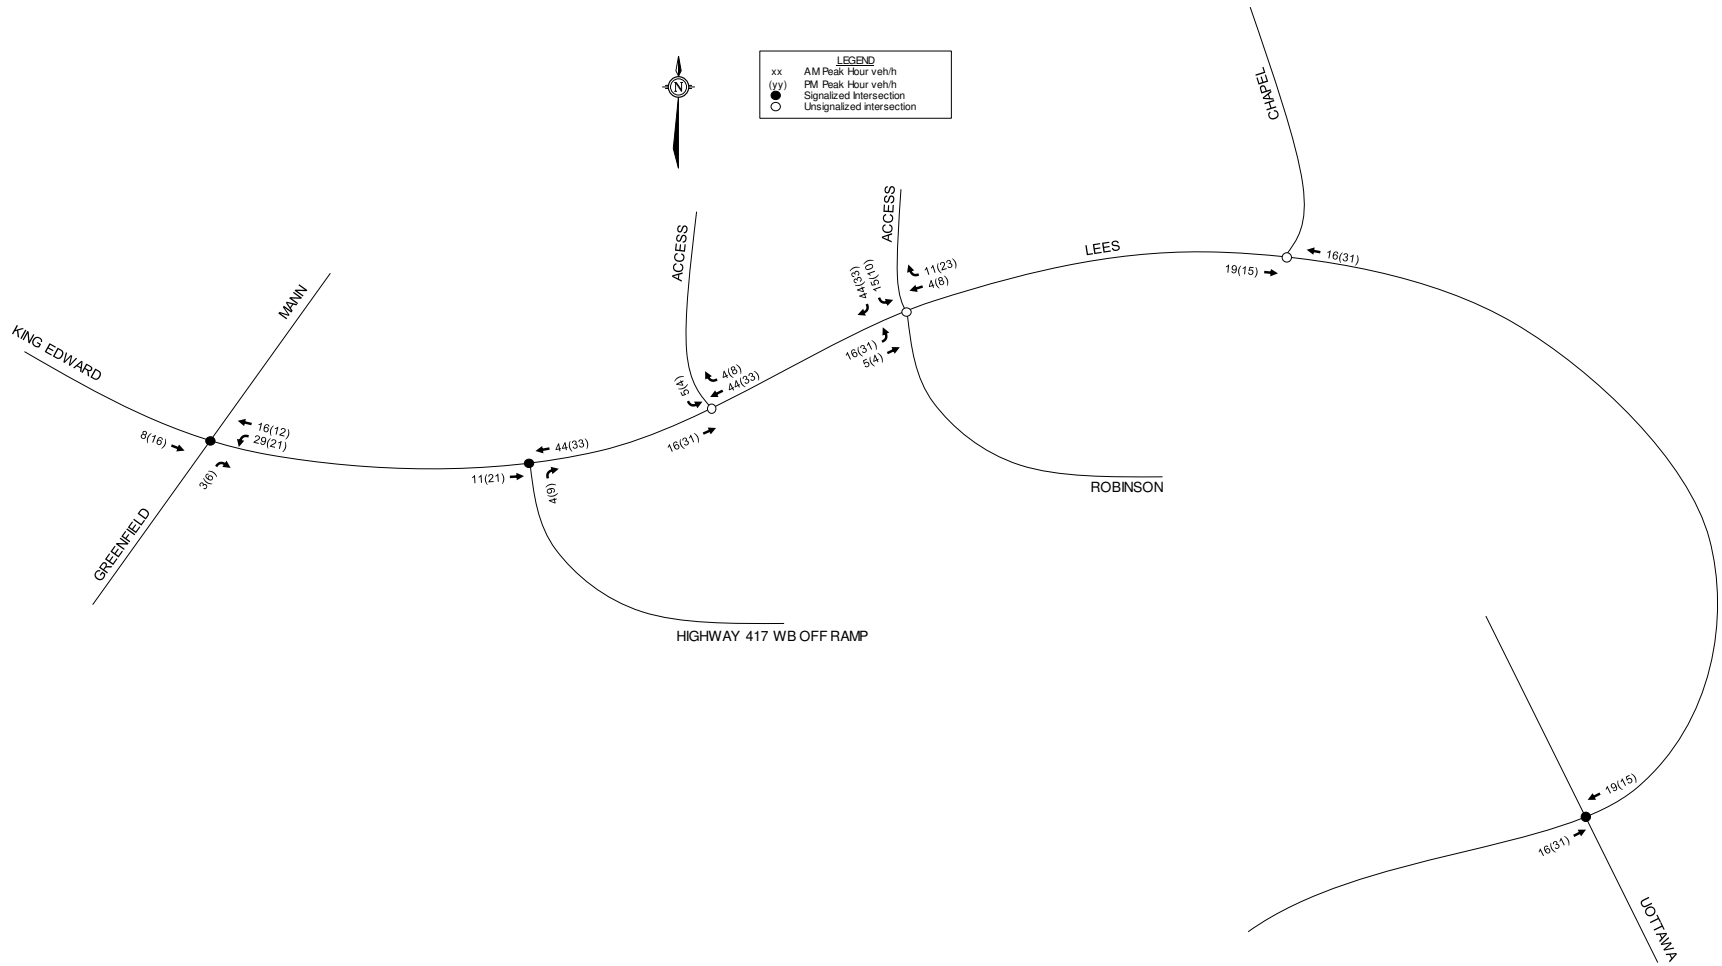 LEGEND
xx AM Peak Hour veh/h
(yy) PM Peak Hour veh/h
Signalized Intersection
Unsignalized intersection
N
CHAPEL
ACCESS
ACCESS
LEES
16(31)
19(15)
11(23)
4(8)
15(10)
44(33)
16(31)
5(4)
MANN
KING EDWARD
4(8)
44(33)
5(4)
16(31)
16(12)
29(21)
8(16)
3(6)
44(33)
11(21)
4(9)
GREENFIELD
ROBINSON
HIGHWAY 417 WB OFF RAMP
19(15)
16(31)
UOTTAWA